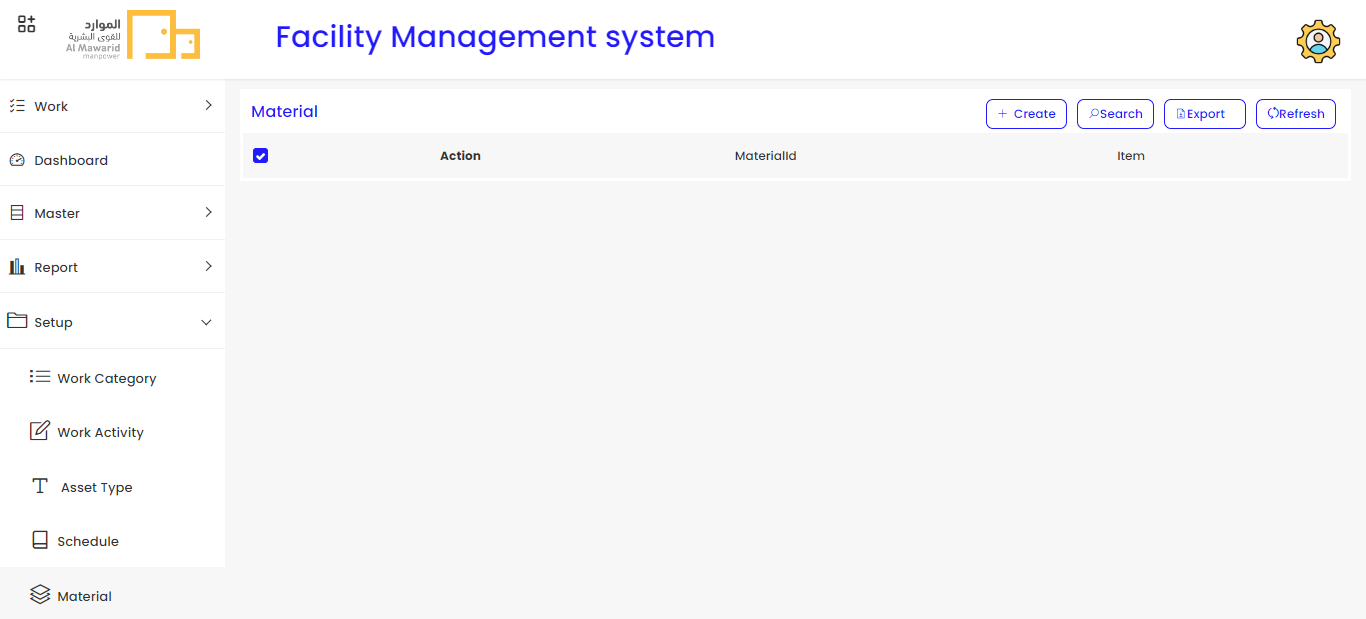 الموارد
للقوى البشرية
Al Mawarid
manpower
Facility Management system
Work
Dashboard
Master
Report
Setup
Work Category
Work Activity
Asset Type
Schedule
Material
Material
+ Create
Search
Export
Refresh
Action
MaterialId
Item